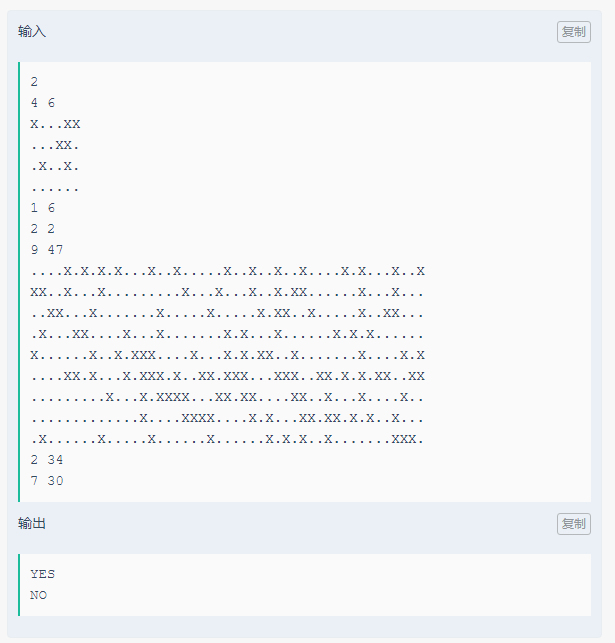 输入
复制
2
4 6
X...XX
...XX.
.X..X.
......
1 6
2 2
9 47
....X.X.X.X...X..X.....X..X..X..X....X.X...X..X
XX..X...X.........X...X...X..X.XX......X...X...
..XX...X.......X.....X.....X.XX..X.....X..XX...
.X...XX....X...X.......X.X...X......X.X.X......
X......X..X.XXX....X...X.X.XX..X.......X....X.X
....XX.X...X.XXX.X..XX.XXX...XXX..XX.X.X.XX..XX
.........X...X.XXXX...XX.XX....XX..X...X....X..
.............X....XXXX....X.X...XX.XX.X.X..X...
.X......X.....X......X......X.X.X..X.......XXX.
2 34
7 30
输出
复制
YES
NO